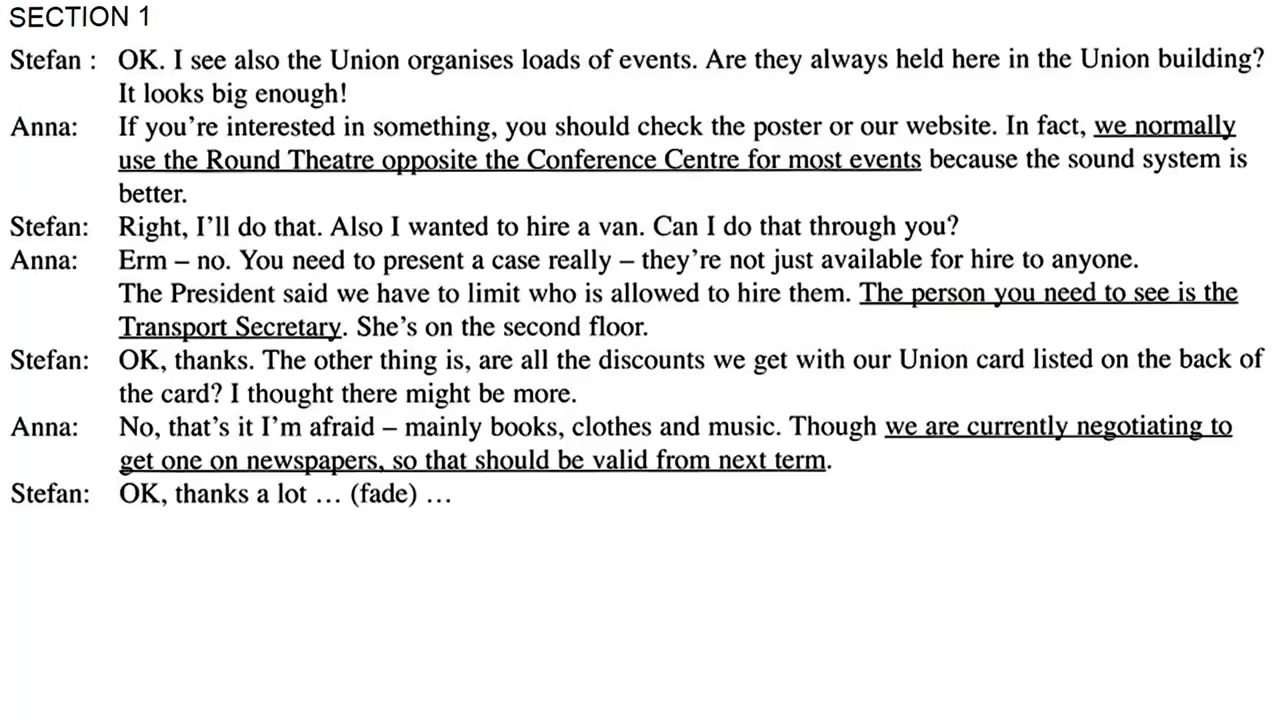 SECTION 1
Stefan : OK. I see also the Union organises loads of events. Are they always held here in the Union building?
It looks big enough!
Anna: If you're interested in something, you should check the poster or our website. In fact, we normally
use the Round Theatre opposite the Conference Centre for most events because the sound system is
better.
Stefan: Right, I'll do that. Also I wanted to hire a van. Can I do that through you?
Anna: Erm – no. You need to present a case really – they're not just available for hire to anyone.
The President said we have to limit who is allowed to hire them. The person you need to see is the
Transport Secretary. She's on the second floor.
Stefan: OK, thanks. The other thing is, are all the discounts we get with our Union card listed on the back of
the card? I thought there might be more.
Anna: No, that's it I'm afraid – mainly books, clothes and music. Though we are currently negotiating to
get one on newspapers, so that should be valid from next term.
Stefan: OK, thanks a lot … (fade) …